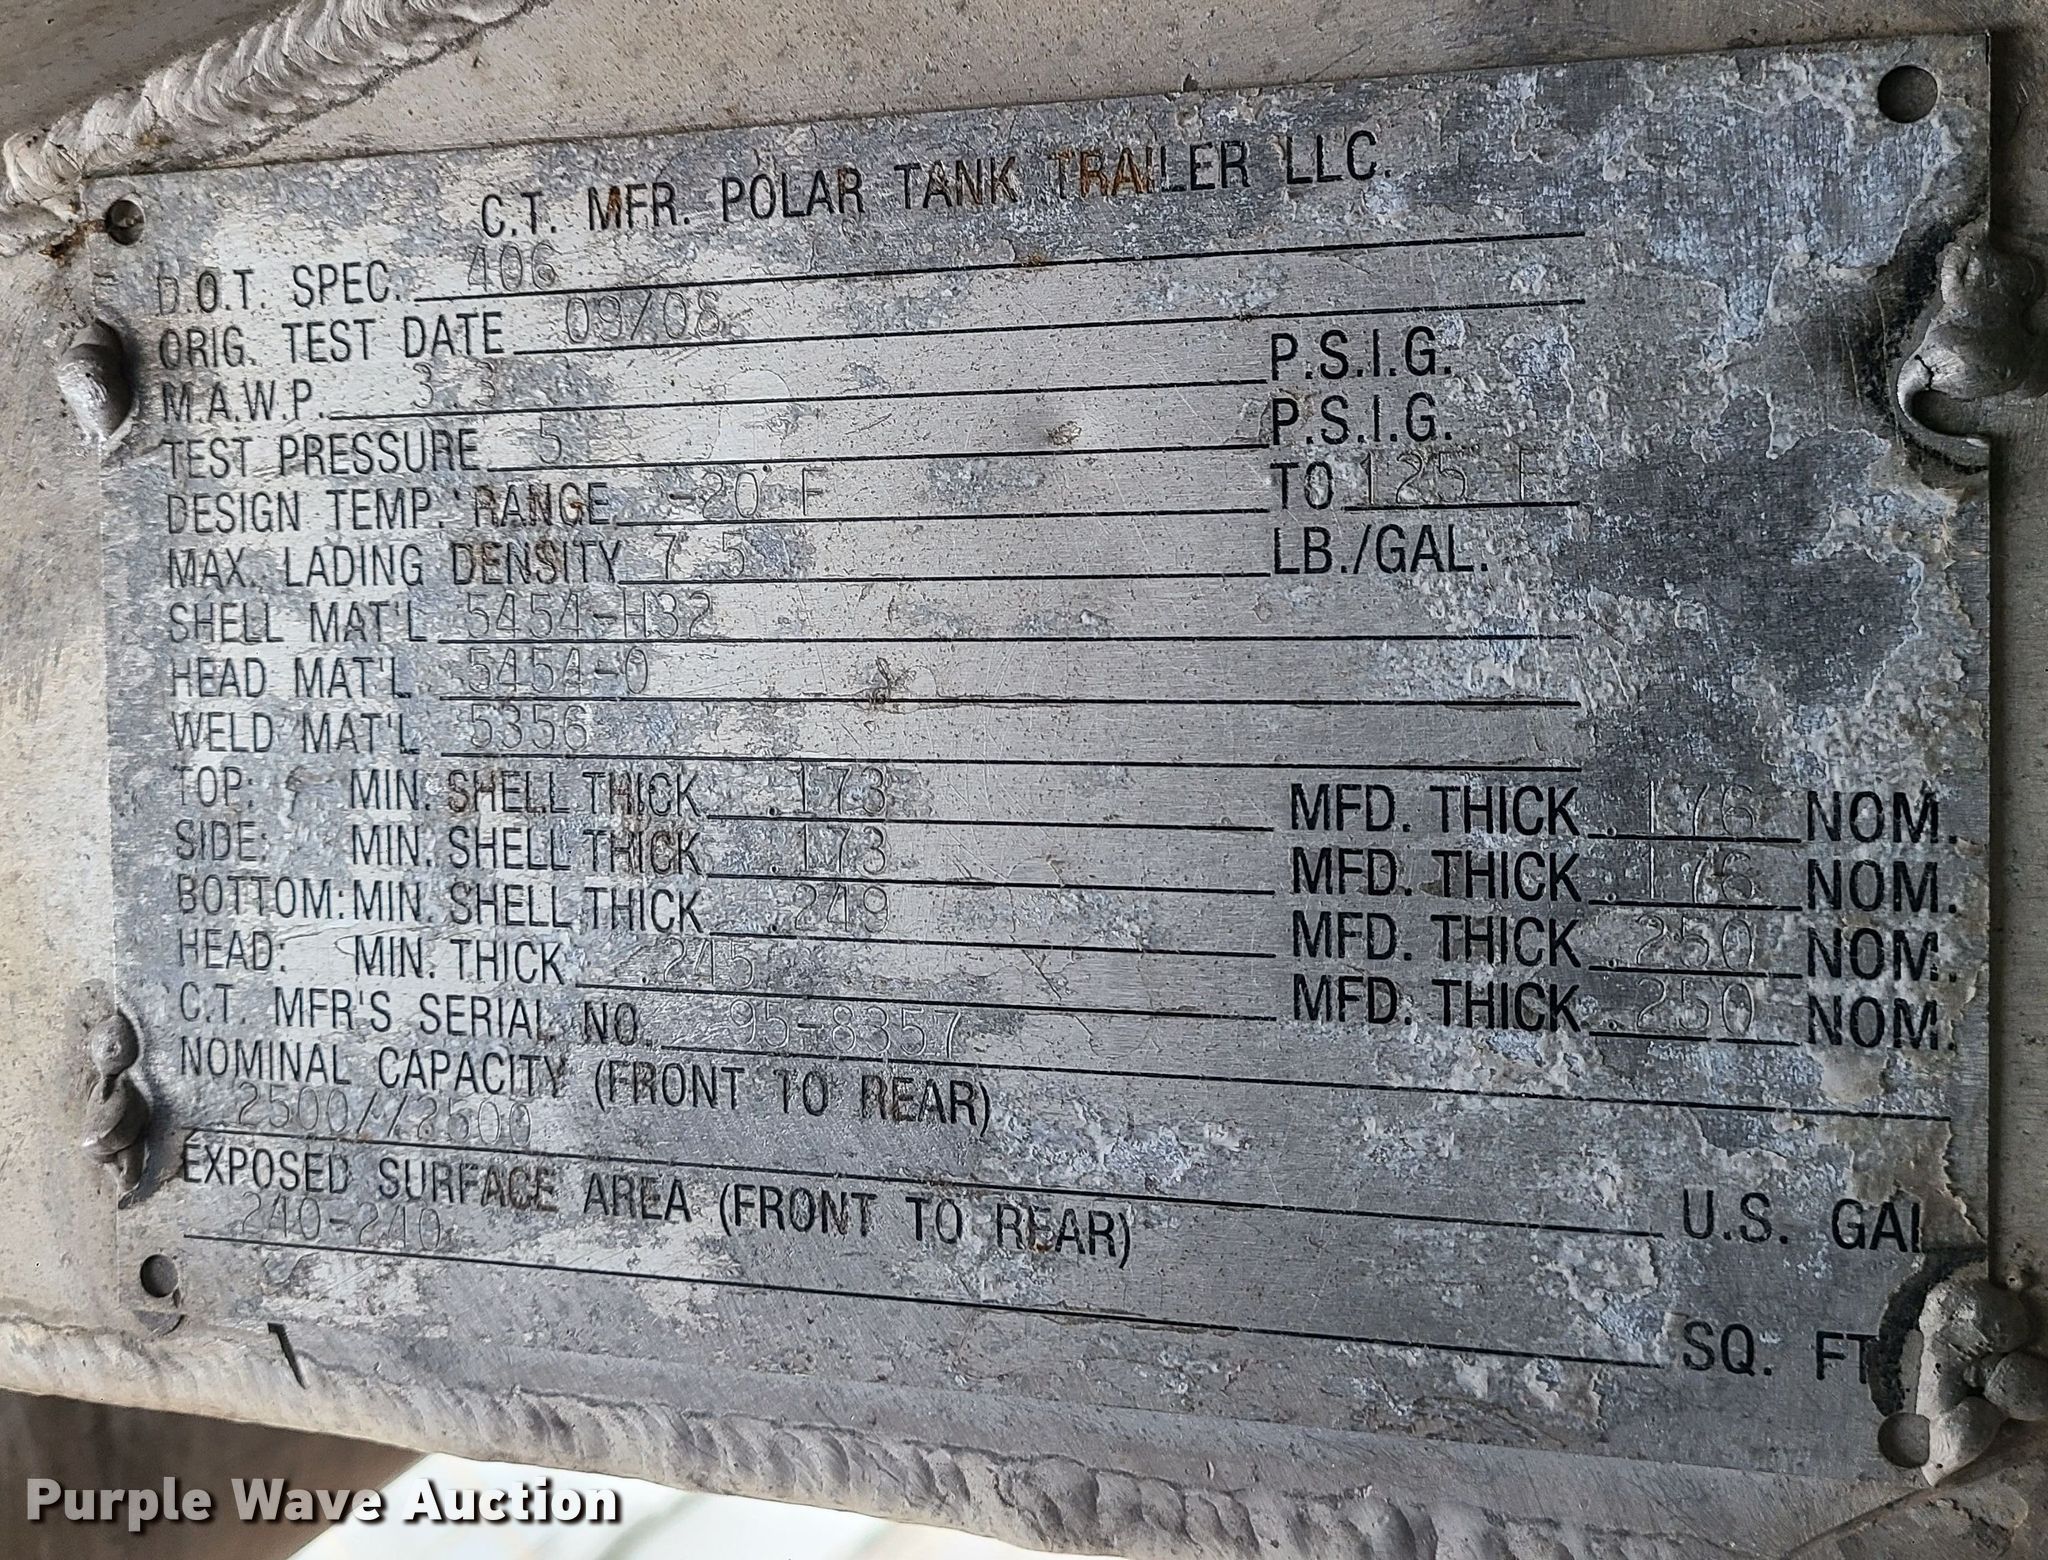 C.T. MFR. POLAR TANK TRAILER LLC.
D.O.T. SPEC. 406
ORIG. TEST DATE 09/08
M.A.W.P. 3.3 P.S.I.G.
TEST PRESSURE 5 P.S.I.G.
DESIGN TEMP. RANGE -20 F TO 125 F
MAX. LADING DENSITY 7.5 LB./GAL.
SHELL MAT'L 5454-H32
HEAD MAT'L 5454-0
WELD MAT'L 5356
TOP: MIN. SHELL THICK .173 MFD. THICK .176 NOM.
SIDE: MIN. SHELL THICK .173 MFD. THICK .176 NOM.
BOTTOM: MIN. SHELL THICK .249 MFD. THICK .250 NOM.
HEAD: MIN. THICK .245 MFD. THICK .250 NOM.
C.T. MFR'S SERIAL NO. 95-8357
NOMINAL CAPACITY (FRONT TO REAR)
2500// U.S. GAL
EXPOSED SURFACE AREA (FRONT TO REAR)
240-240 SQ. FT.
Purple Wave Auction